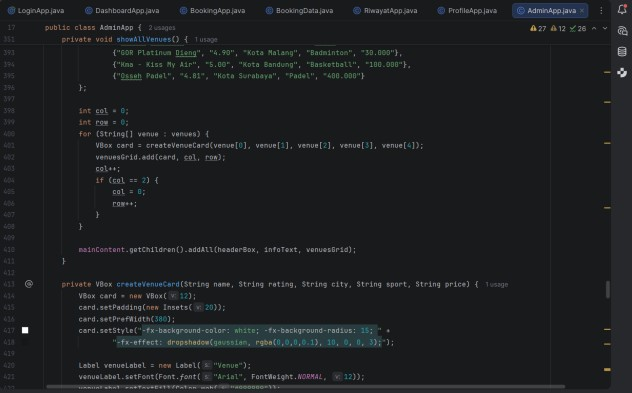 LoginApp.java DashboardApp.java BookingApp.java BookingData.java RiwayatApp.java ProfileApp.java AdminApp.java
17 public class AdminApp { 2 usages
351 private void showAllVenues() { 1 usage
27 12 26
393 {"GOR Platinum Dieng", "4.90", "Kota Malang", "Badminton", "30.000"},
394 {"Hma - Kiss My Air", "5.00", "Kota Bandung", "Basketball", "100.000"},
395 {"Osseh Padel", "4.81", "Kota Surabaya", "Padel", "400.000"}
396 };
397
398 int col = 0;
399 int row = 0;
400 for (String[] venue : venues) {
401 VBox card = createVenueCard(venue[0], venue[1], venue[2], venue[3], venue[4]);
402 venuesGrid.add(card, col, row);
403 col++;
404 if (col == 2) {
405 col = 0;
406 row++;
407 }
408 }
409
410 mainContent.getChildren().addAll(headerBox, infoText, venuesGrid);
411 }
412
413 private VBox createVenueCard(String name, String rating, String city, String sport, String price) { 1 usage
414 VBox card = new VBox( v: 12);
415 card.setPadding(new Insets( v: 20));
416 card.setPrefWidth(380);
417 card.setStyle("-fx-background-color: white; -fx-background-radius: 15; " +
418 "-fx-effect: dropshadow(gaussian, rgba(0,0,0,0.1), 10, 0, 0, 3);");
419
420 Label venueLabel = new Label( s: "Venue");
421 venueLabel.setFont(Font.font( s: "Arial", FontWeight.NORMAL, v: 12));